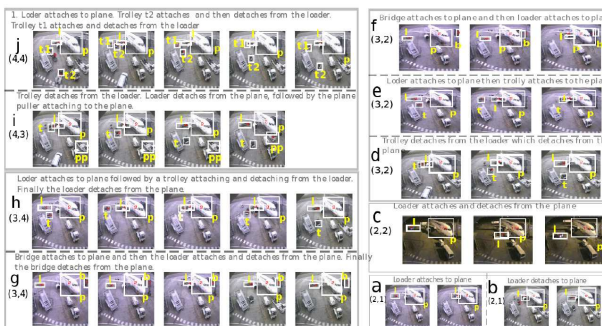 1. Loder attaches to plane. Trolley t2 attaches and then detaches from the loader.
Trolley t1 attaches and detaches from the loader
j
(4,4)
t1
t2
l
p
Trolley detaches from the loader. Loader detaches from the plane, followed by the plane
puller attaching to the plane.
i
(4,3)
t
l
p
pp
Loder attaches to plane followed by a trolley attaching and detaching from the loader.
Finally the loader detaches from the plane.
h
(3,4)
t
l
p
Bridge attaches to plane and then the loader attaches and detaches from the plane. Finally
the bridge detaches from the plane.
g
(3,4)
l
b
p
Bridge attaches to plane and then loader attaches to plane
f
(3,2)
l
p
b
Loder attaches to plane then trolly attaches to the plane
e
(3,2)
l
t
p
Trolley detaches from the loader which detaches from the
plane
d
(3,2)
l
t
p
Loader attaches and detaches from the plane
c
(2,2)
l
p
Loader attaches to plane
a
(2,1)
l
p
Loader detaches to plane
b
(2,1)
l
p